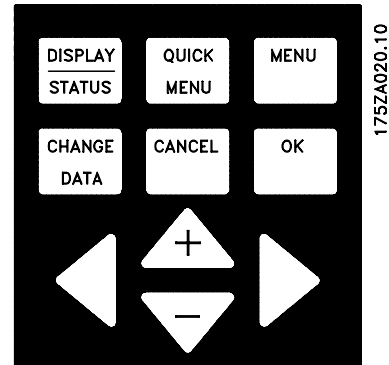 DISPLAY
STATUS
QUICK
MENU
MENU
CHANGE
DATA
CANCEL
OK
+
−
175ZA020.10